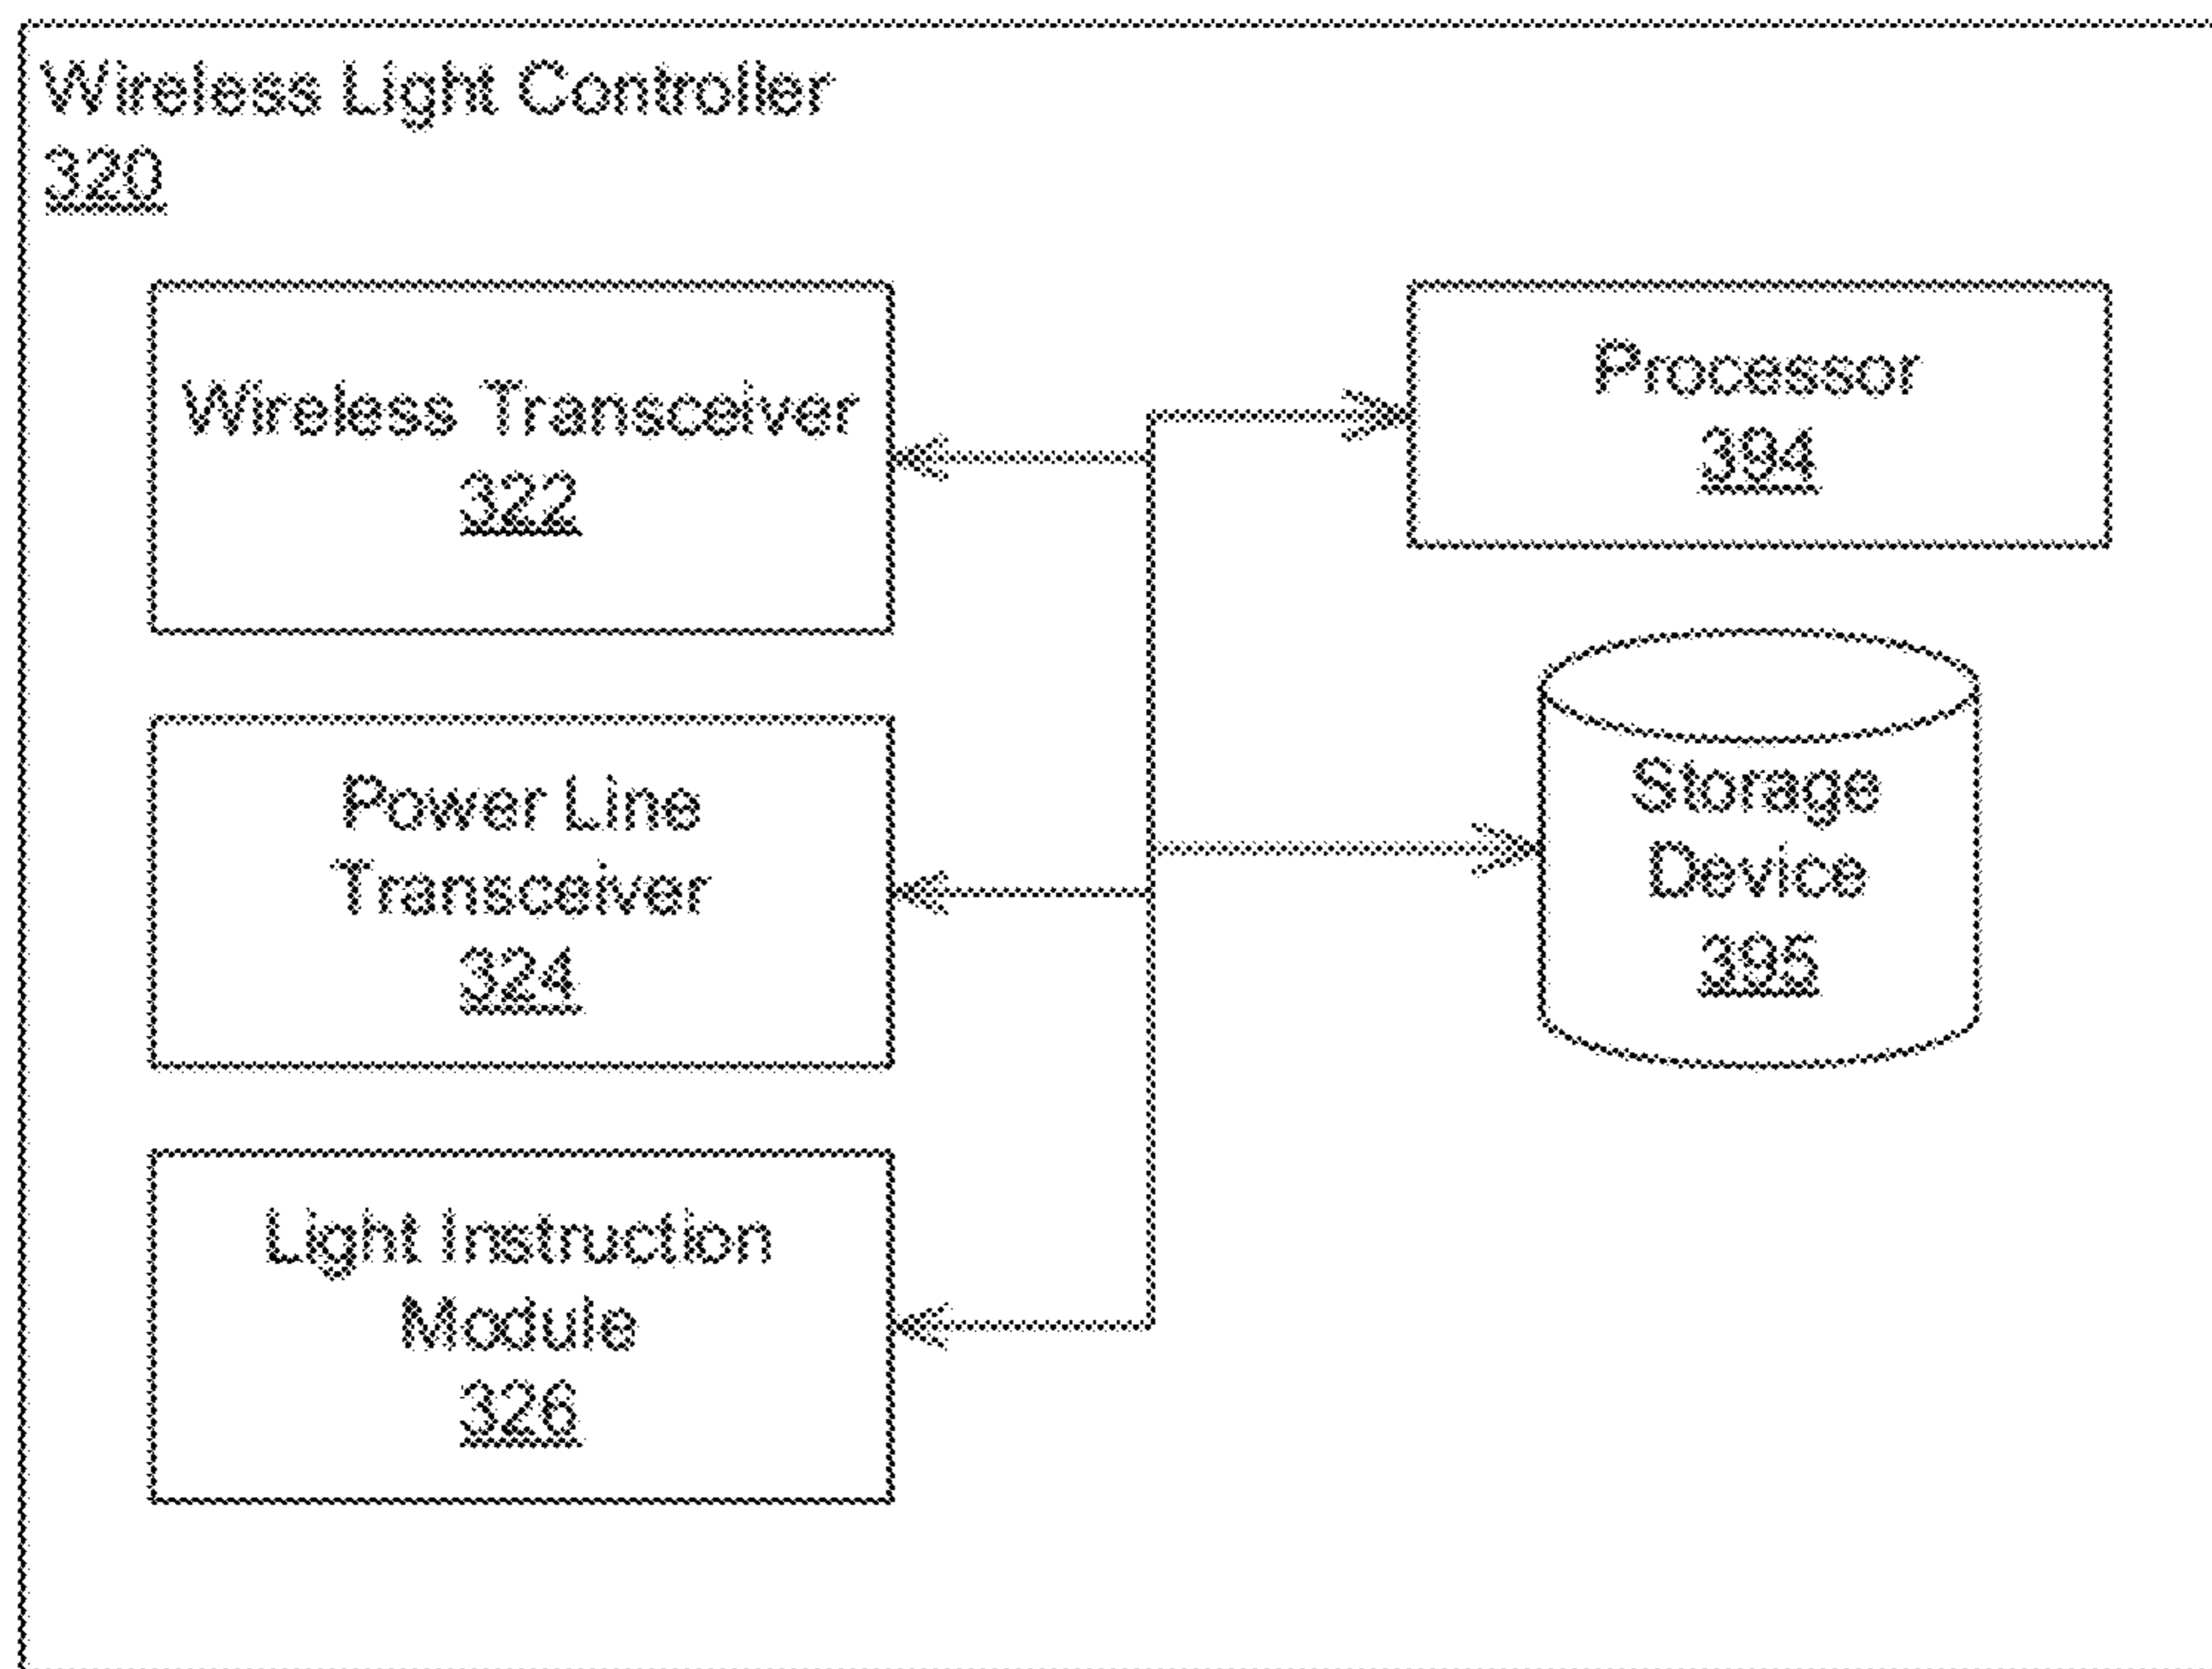 Wireless Light Controller
320
Wireless Transceiver
322
Power Line
Transceiver
324
Light Instruction
Module
326
Processor
394
Storage
Device
395